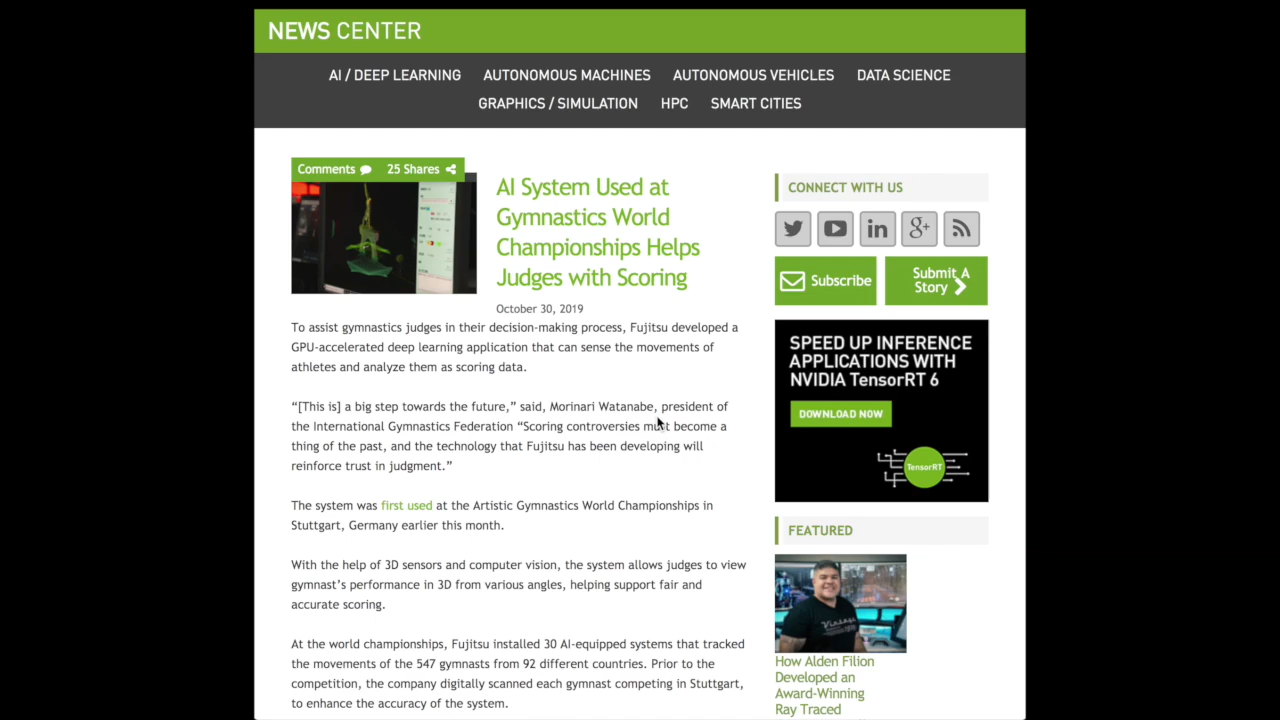 NEWS CENTER
AI / DEEP LEARNING AUTONOMOUS MACHINES AUTONOMOUS VEHICLES DATA SCIENCE
GRAPHICS / SIMULATION HPC SMART CITIES
Comments 25 Shares
AI System Used at
Gymnastics World
Championships Helps
Judges with Scoring
October 30, 2019
To assist gymnastics judges in their decision-making process, Fujitsu developed a
GPU-accelerated deep learning application that can sense the movements of
athletes and analyze them as scoring data.
“[This is] a big step towards the future,” said, Morinari Watanabe, president of
the International Gymnastics Federation “Scoring controversies must become a
thing of the past, and the technology that Fujitsu has been developing will
reinforce trust in judgment.”
The system was first used at the Artistic Gymnastics World Championships in
Stuttgart, Germany earlier this month.
With the help of 3D sensors and computer vision, the system allows judges to view
gymnast’s performance in 3D from various angles, helping support fair and
accurate scoring.
At the world championships, Fujitsu installed 30 AI-equipped systems that tracked
the movements of the 547 gymnasts from 92 different countries. Prior to the
competition, the company digitally scanned each gymnast competing in Stuttgart,
to enhance the accuracy of the system.
CONNECT WITH US
Subscribe
Submit A
Story
SPEED UP INFERENCE
APPLICATIONS WITH
NVIDIA TensorRT 6
DOWNLOAD NOW
TensorRT
FEATURED
How Alden Filion
Developed an
Award-Winning
Ray Traced